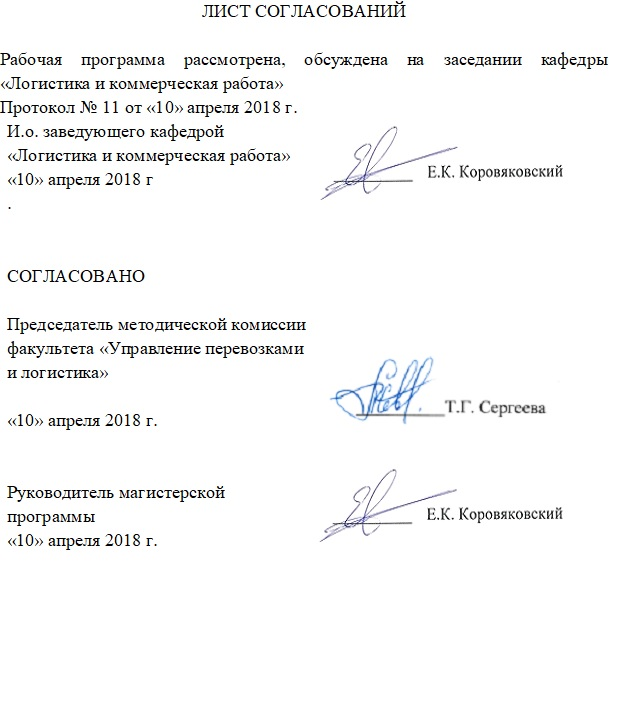 ЛИСТ СОГЛАСОВАНИЙ
Рабочая программа рассмотрена, обсуждена на заседании кафедры
«Логистика и коммерческая работа»
Протокол № 11 от «10» апреля 2018 г.
И.о. заведующего кафедрой
«Логистика и коммерческая работа»
«10» апреля 2018 г
Е.К. Коровяковский
.
СОГЛАСОВАНО
Председатель методической комиссии
факультета «Управление перевозками
и логистика»
Т.Г. Сергеева
«10» апреля 2018 г.
Руководитель магистерской
программы
Е.К. Коровяковский
«10» апреля 2018 г.